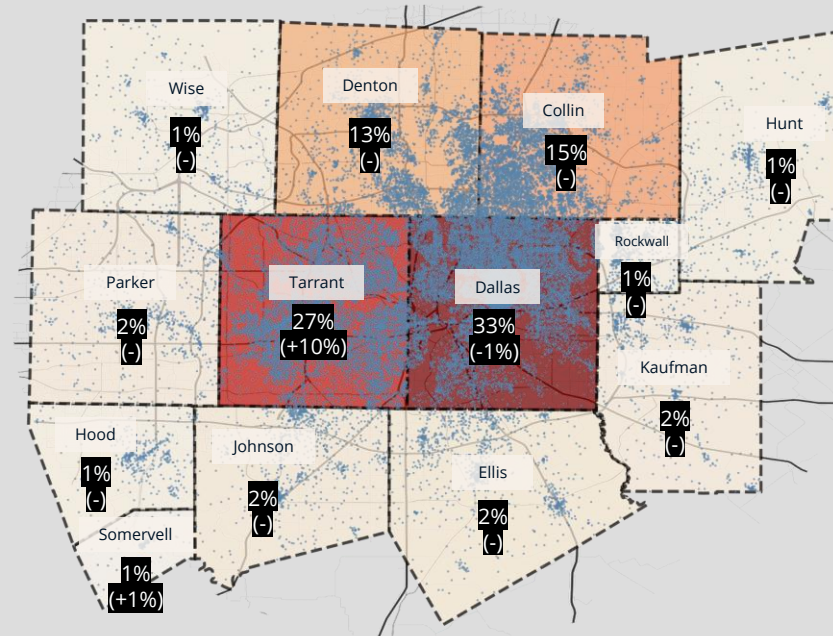 Wise
1%
(-)
Denton
13%
(-)
Collin
15%
(-)
Hunt
1%
(-)
Parker
2%
(-)
Tarrant
27%
(+10%)
Dallas
33%
(-1%)
Rockwall
1%
(-)
Kaufman
2%
(-)
Hood
1%
(-)
Johnson
2%
(-)
Ellis
2%
(-)
Somervell
1%
(+1%)